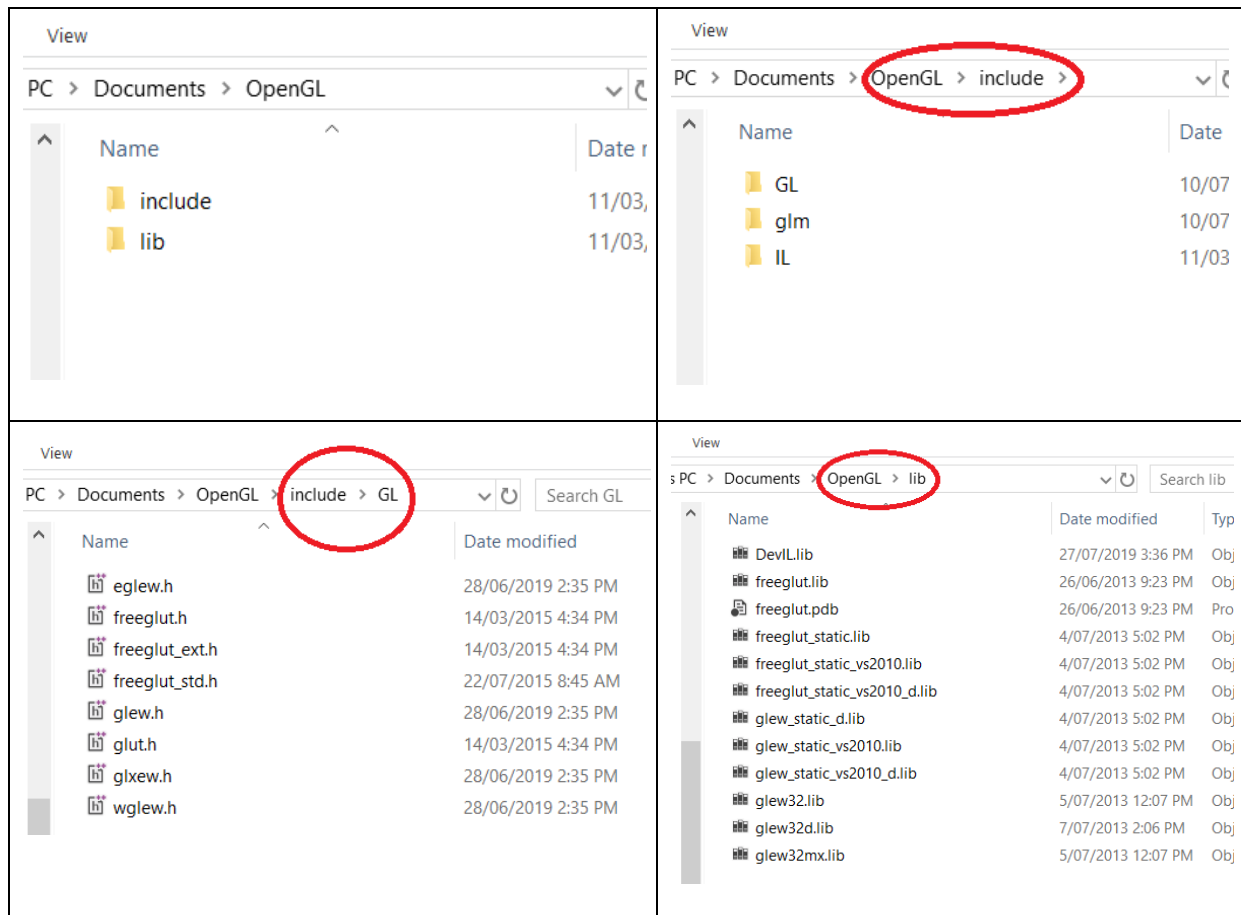 View
PC > Documents > OpenGL
Name Date
include 11/03,
lib 11/03,
View
PC > Documents > OpenGL > include >
Name Date
GL 10/07
glm 10/07
IL 11/03
View
PC > Documents > OpenGL > include > GL Search GL
Name Date modified
eglew.h 28/06/2019 2:35 PM
freeglut.h 14/03/2015 4:34 PM
freeglut_ext.h 14/03/2015 4:34 PM
freeglut_std.h 22/07/2015 8:45 AM
glew.h 28/06/2019 2:35 PM
glut.h 14/03/2015 4:34 PM
glxew.h 28/06/2019 2:35 PM
wglew.h 28/06/2019 2:35 PM
View
s PC > Documents > OpenGL > lib Search lib
Name Date modified Typ
DevIL.lib 27/07/2019 3:36 PM Obj
freeglut.lib 26/06/2013 9:23 PM Obj
freeglut.pdb 26/06/2013 9:23 PM Pro
freeglut_static.lib 4/07/2013 5:02 PM Obj
freeglut_static_vs2010.lib 4/07/2013 5:02 PM Obj
freeglut_static_vs2010_d.lib 4/07/2013 5:02 PM Obj
glew_static_d.lib 4/07/2013 5:02 PM Obj
glew_static_vs2010.lib 4/07/2013 5:02 PM Obj
glew_static_vs2010_d.lib 4/07/2013 5:02 PM Obj
glew32.lib 5/07/2013 12:07 PM Obj
glew32d.lib 7/07/2013 2:06 PM Obj
glew32mx.lib 5/07/2013 12:07 PM Obj